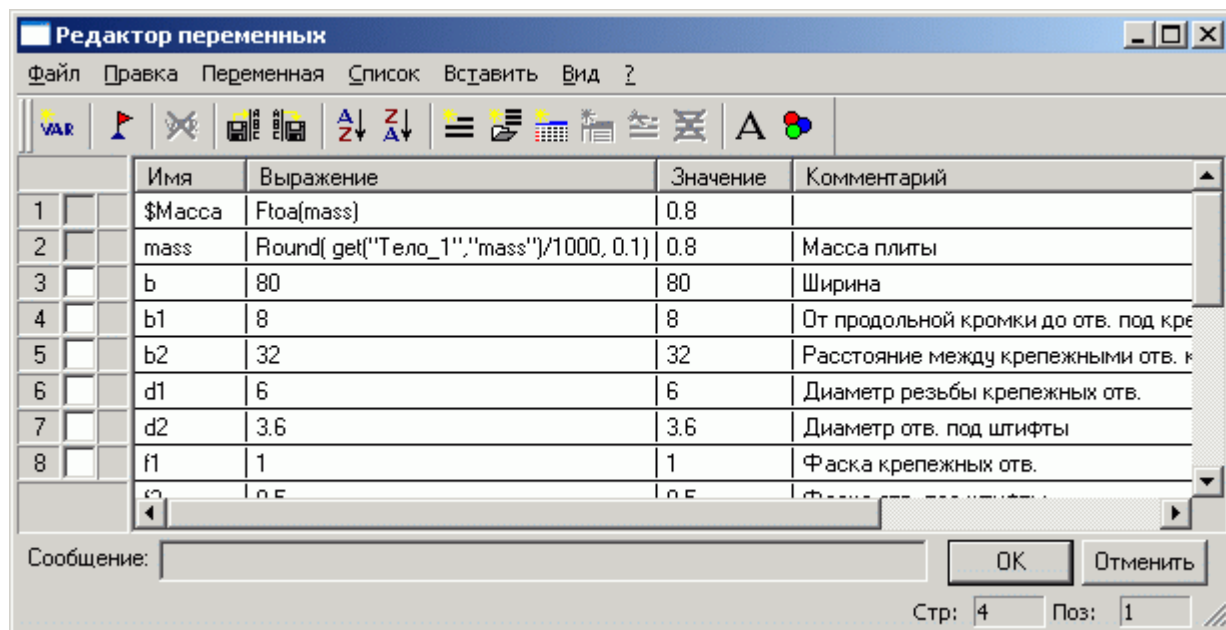 Редактор переменных
Файл Правка Переменная Список Вставить Вид ?
VAR A Z Z A A
Имя Выражение Значение Комментарий
1 $Масса Ftoa(mass) 0.8
2 mass Round( get("Тело_1","mass")/1000, 0.1) 0.8 Масса плиты
3 b 80 80 Ширина
4 b1 8 8 От продольной кромки до отв. под кре
5 b2 32 32 Расстояние между крепежными отв. к
6 d1 6 6 Диаметр резьбы крепежных отв.
7 d2 3.6 3.6 Диаметр отв. под штифты
8 f1 1 1 Фаска крепежных отв.
Сообщение: OK Отменить
Стр: 4 Поз: 1